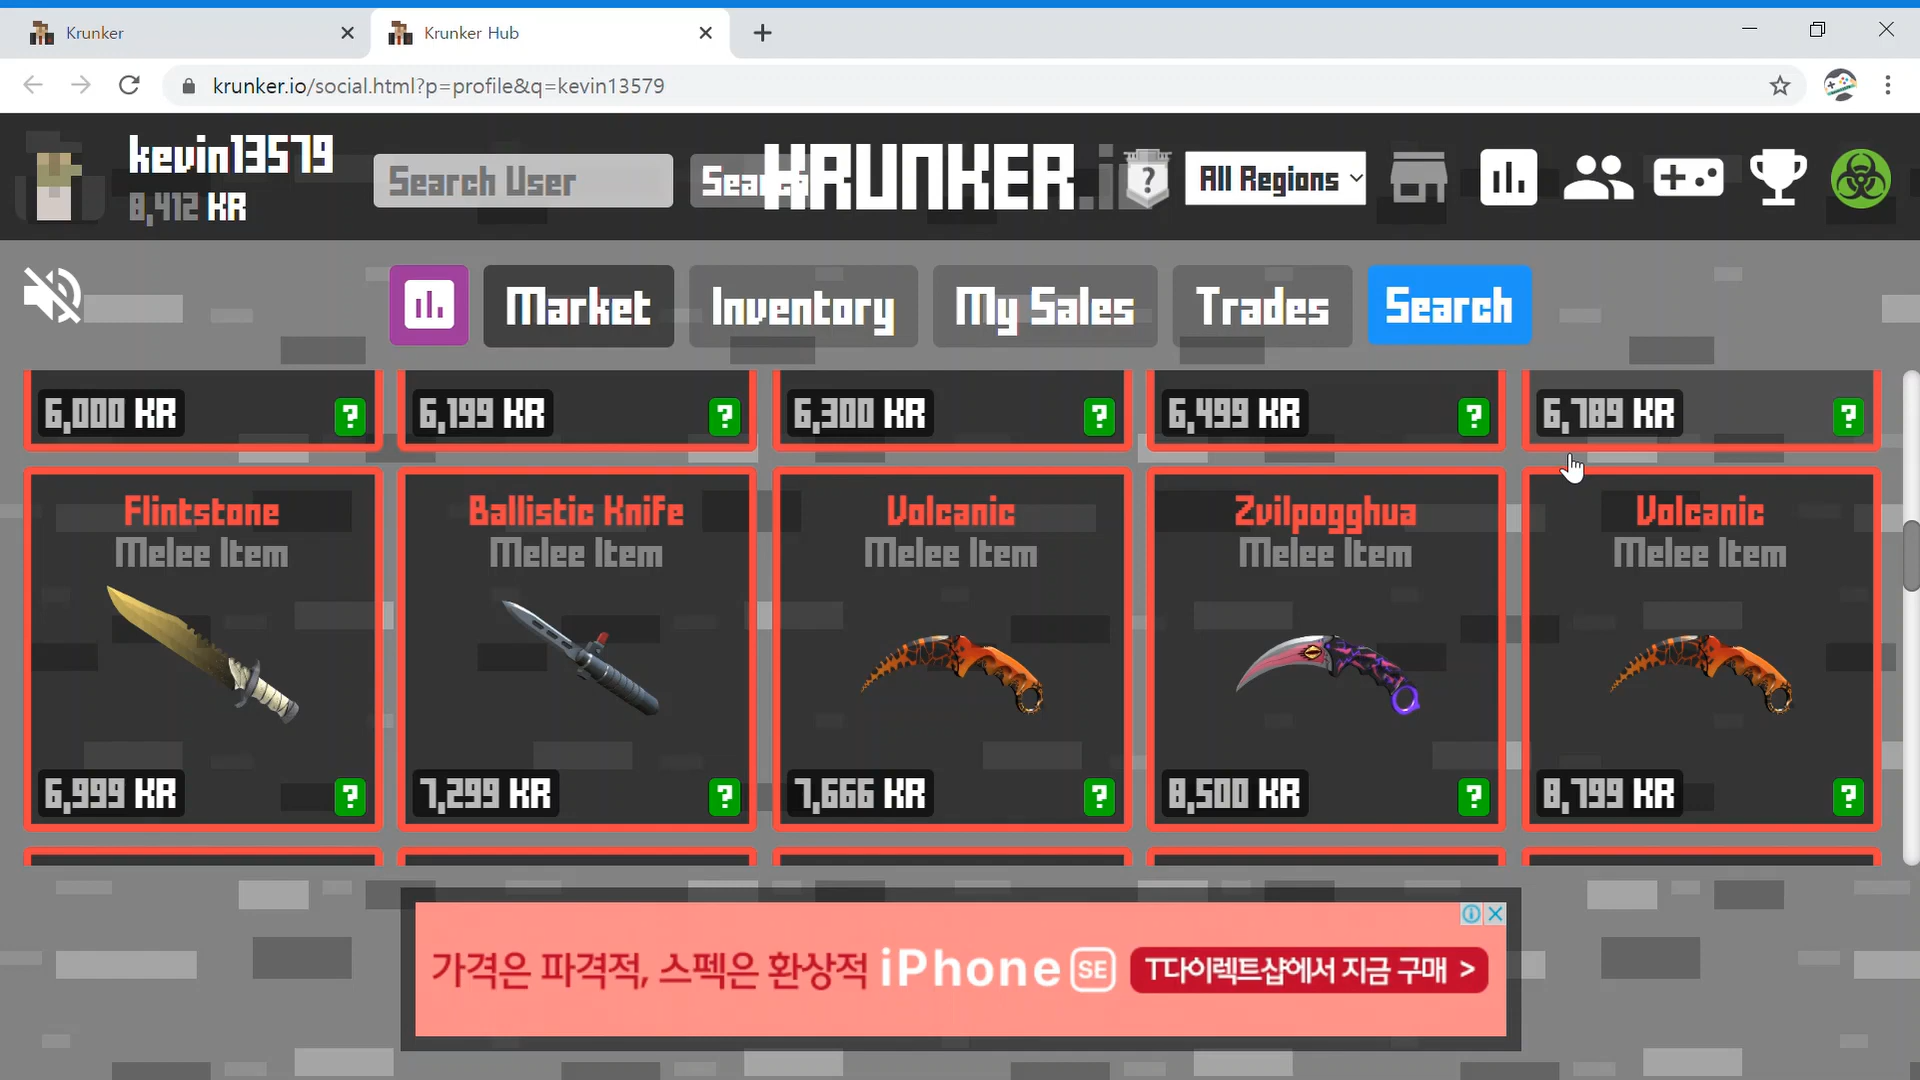 Krunker
Krunker Hub
krunker.io/social.html?p=profile&q=kevin13579
kevin13579
8,412 KR
Search User
Search
KRUNKER.io
All Regions
Market
Inventory
My Sales
Trades
Search
6,000 KR
?
6,199 KR
?
6,300 KR
?
6,499 KR
?
6,789 KR
?
Flintstone
Melee Item
6,999 KR
?
Ballistic Knife
Melee Item
7,299 KR
?
Volcanic
Melee Item
7,666 KR
?
Zvilpogghua
Melee Item
8,500 KR
?
Volcanic
Melee Item
8,799 KR
?
가격은 파격적, 스펙은 환상적 iPhone SE T다이렉트샵에서 지금 구매 >